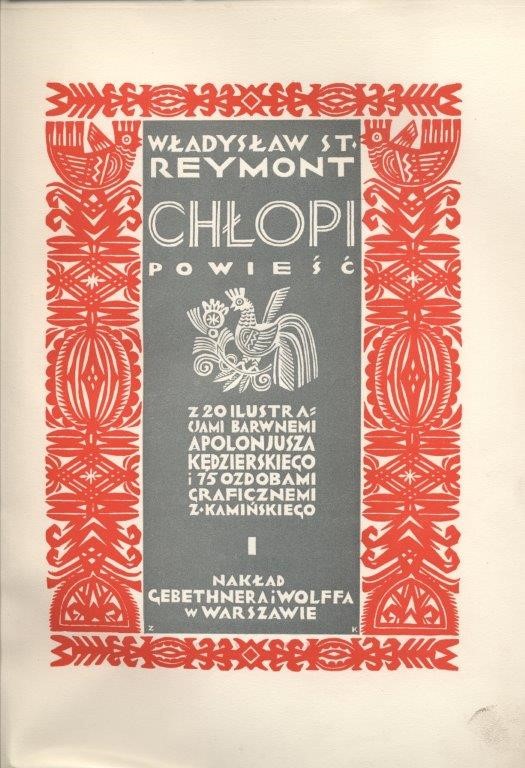 WŁADYSŁAW ST.
REYMONT
CHŁOPI
POWIEŚĆ
Z 20 ILUSTRA=
CJAMI BARWNEMI
APOLONJUSZA
KĘDZIERSKIEGO
i 75 OZDOBAMI
GRAFICZNEMI
Z·KAMIŃSKIEGO
I
NAKŁAD
GEBETHNERA i WOLFFA
w WARSZAWIE
Z K